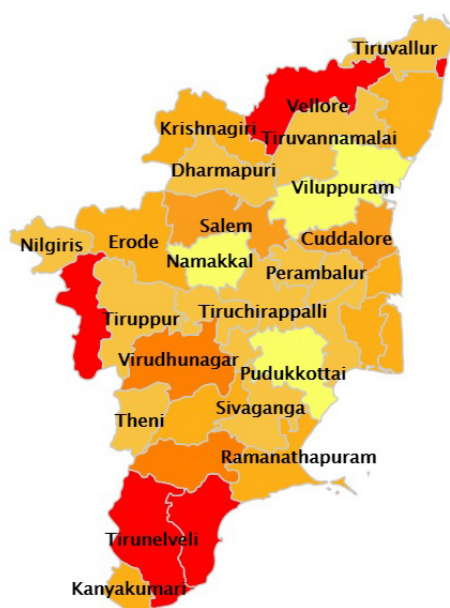 Tiruvallur
Vellore
Krishnagiri
Tiruvannamalai
Dharmapuri
Viluppuram
Salem
Cuddalore
Nilgiris
Erode
Namakkal
Perambalur
Tiruppur
Tiruchirappalli
Virudhunagar
Pudukkottai
Theni
Sivaganga
Ramanathapuram
Tirunelveli
Kanyakumari